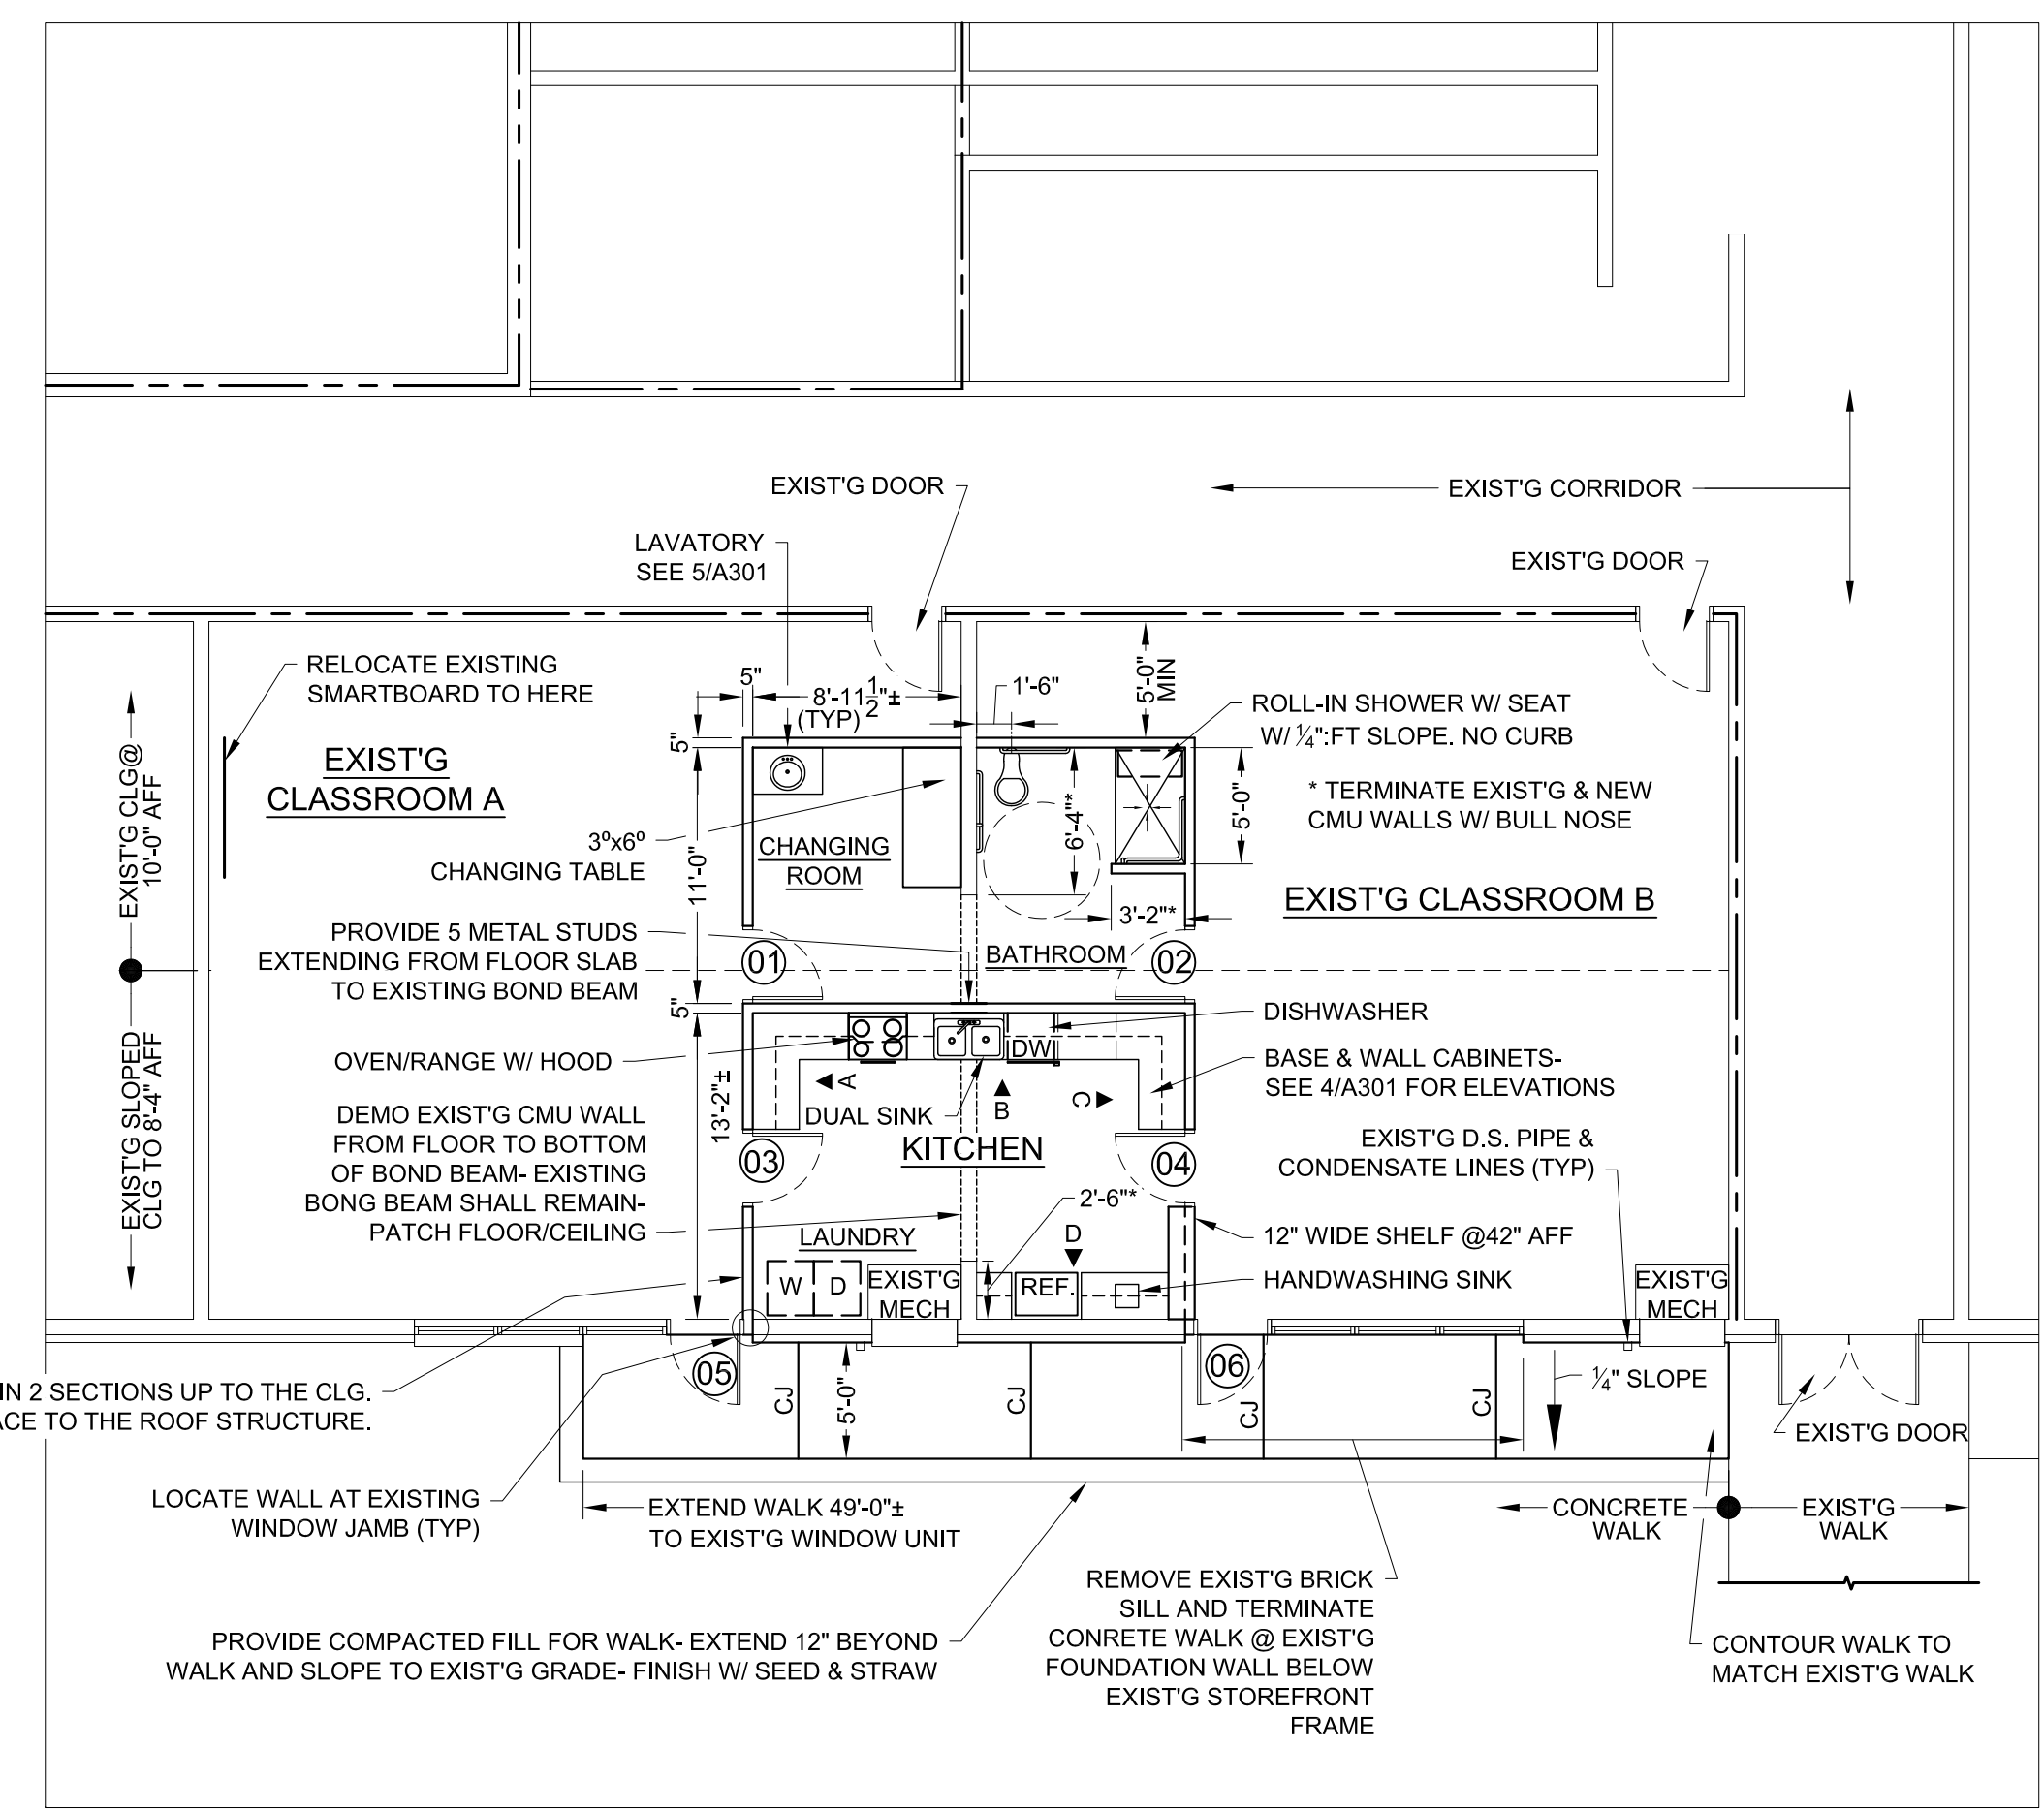 EXIST'G DOOR
EXIST'G CORRIDOR
LAVATORY
SEE 5/A301
EXIST'G DOOR
RELOCATE EXISTING
SMARTBOARD TO HERE
5"
8'-11 1/2"±
(TYP)
1'-6"
5'-0"
MIN
ROLL-IN SHOWER W/ SEAT
W/ ¼":FT SLOPE. NO CURB
5"
EXIST'G
CLASSROOM A
EXIST'G CLG@
10'-0" AFF
* TERMINATE EXIST'G & NEW
CMU WALLS W/ BULL NOSE
5'-0"
6'-4"*
3⁰x6⁰
CHANGING TABLE
11'-0"
CHANGING
ROOM
EXIST'G CLASSROOM B
3'-2"*
PROVIDE 5 METAL STUDS
EXTENDING FROM FLOOR SLAB
TO EXISTING BOND BEAM
01
BATHROOM
02
5"
DISHWASHER
OVEN/RANGE W/ HOOD
DW
BASE & WALL CABINETS-
SEE 4/A301 FOR ELEVATIONS
EXIST'G SLOPED
CLG TO 8'-4" AFF
13'-2"±
A
B
C
DUAL SINK
DEMO EXIST'G CMU WALL
FROM FLOOR TO BOTTOM
OF BOND BEAM- EXISTING
BONG BEAM SHALL REMAIN-
PATCH FLOOR/CEILING
03
KITCHEN
04
EXIST'G D.S. PIPE &
CONDENSATE LINES (TYP)
2'-6"*
LAUNDRY
D
12" WIDE SHELF @42" AFF
W
D
EXIST'G
MECH
REF.
HANDWASHING SINK
EXIST'G
MECH
05
06
IN 2 SECTIONS UP TO THE CLG.
ACE TO THE ROOF STRUCTURE.
CJ
5'-0"
CJ
CJ
CJ
¼" SLOPE
EXIST'G DOOR
LOCATE WALL AT EXISTING
WINDOW JAMB (TYP)
EXTEND WALK 49'-0"±
TO EXIST'G WINDOW UNIT
CONCRETE
WALK
EXIST'G
WALK
REMOVE EXIST'G BRICK
SILL AND TERMINATE
CONRETE WALK @ EXIST'G
FOUNDATION WALL BELOW
EXIST'G STOREFRONT
FRAME
PROVIDE COMPACTED FILL FOR WALK- EXTEND 12" BEYOND
WALK AND SLOPE TO EXIST'G GRADE- FINISH W/ SEED & STRAW
CONTOUR WALK TO
MATCH EXIST'G WALK